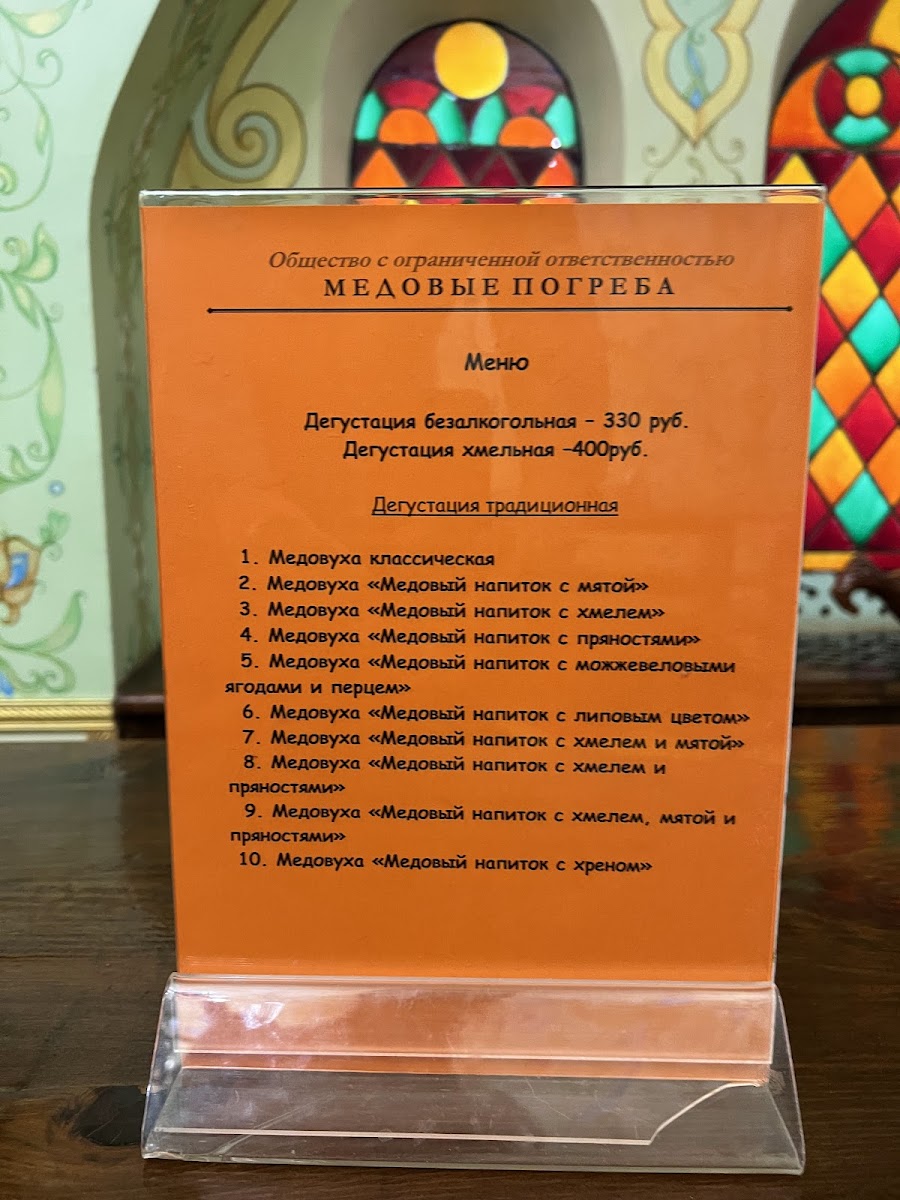 Общество с ограниченной ответственностью
МЕДОВЫЕ ПОГРЕБА
Меню
Дегустация безалкогольная – 330 руб.
Дегустация хмельная –400руб.
Дегустация традиционная
1. Медовуха классическая
2. Медовуха «Медовый напиток с мятой»
3. Медовуха «Медовый напиток с хмелем»
4. Медовуха «Медовый напиток с пряностями»
5. Медовуха «Медовый напиток с можжевеловыми
ягодами и перцем»
6. Медовуха «Медовый напиток с липовым цветом»
7. Медовуха «Медовый напиток с хмелем и мятой»
8. Медовуха «Медовый напиток с хмелем и
пряностями»
9. Медовуха «Медовый напиток с хмелем, мятой и
пряностями»
10. Медовуха «Медовый напиток с хреном»